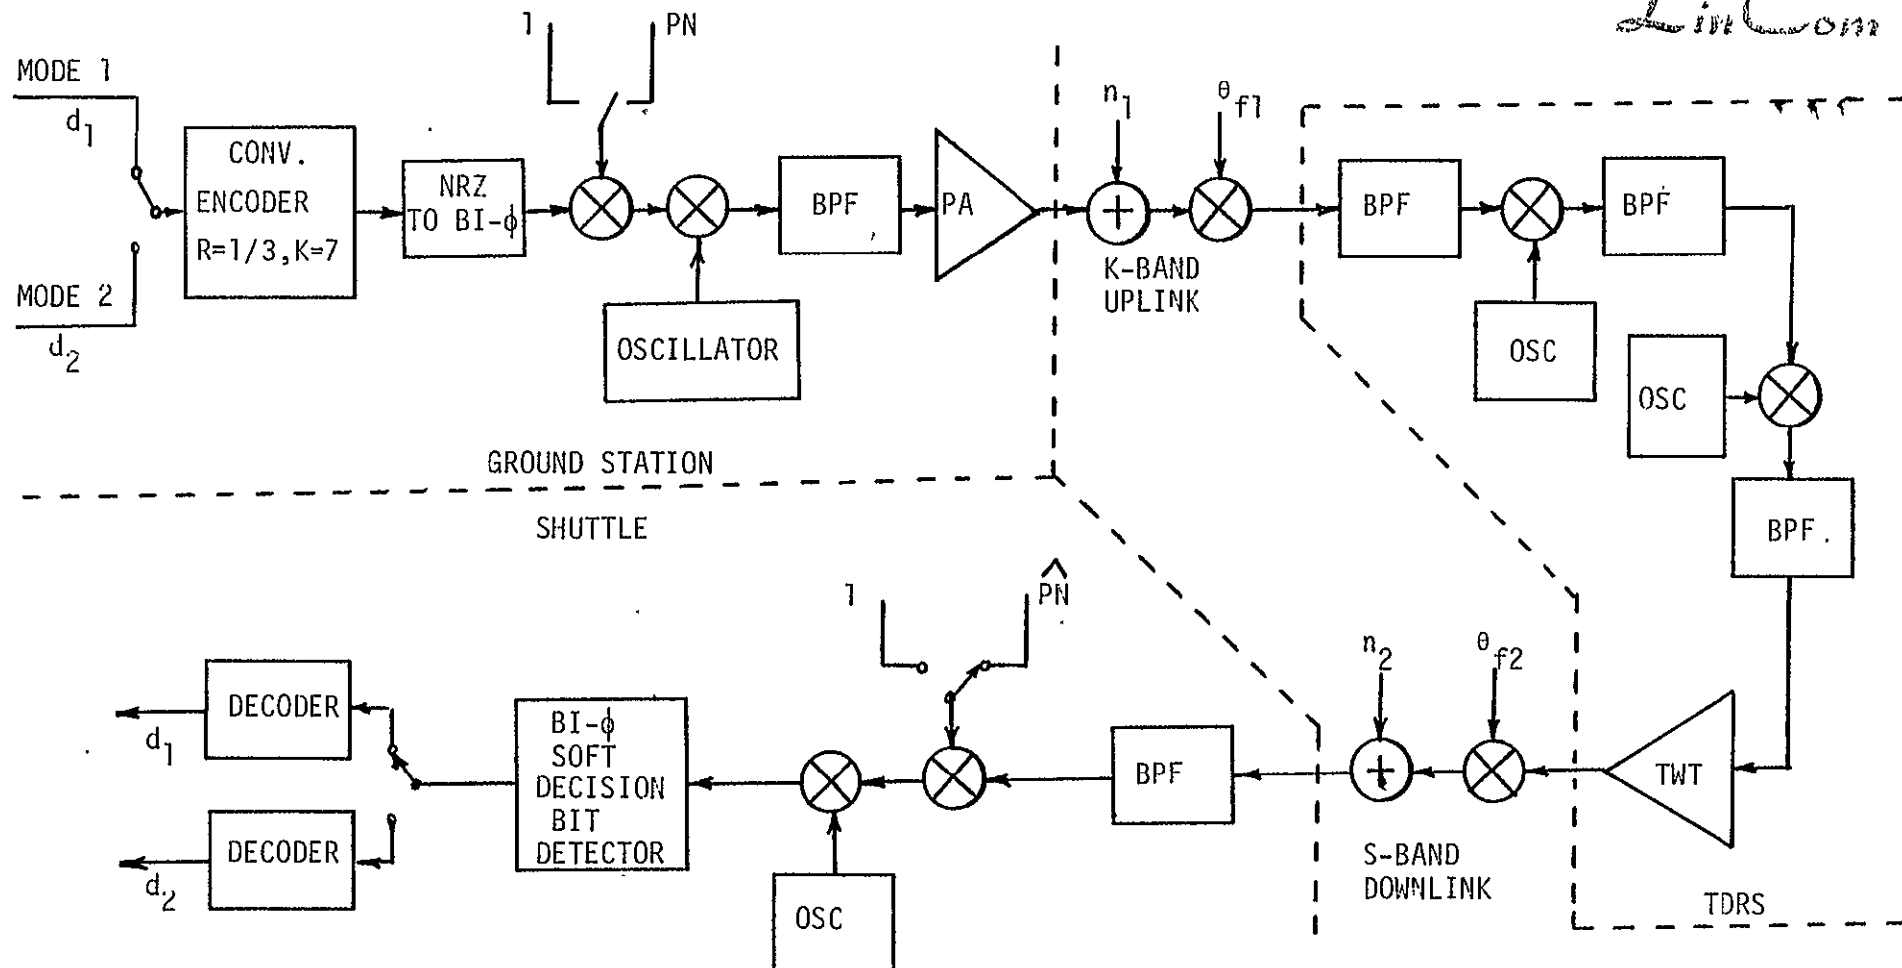 LinCom
1 PN
MODE 1
d1
CONV.
ENCODER
R=1/3,K=7
NRZ
TO BI-φ
BPF
PA
n1
θf1
K-BAND
UPLINK
BPF
BPF
MODE 2
d2
OSCILLATOR
OSC
OSC
GROUND STATION
SHUTTLE
BPF.
1 P̂N̂
n2
θf2
DECODER
d1
BI-φ
SOFT
DECISION
BIT
DETECTOR
BPF
TWT
DECODER
d2
OSC
S-BAND
DOWNLINK
TDRS